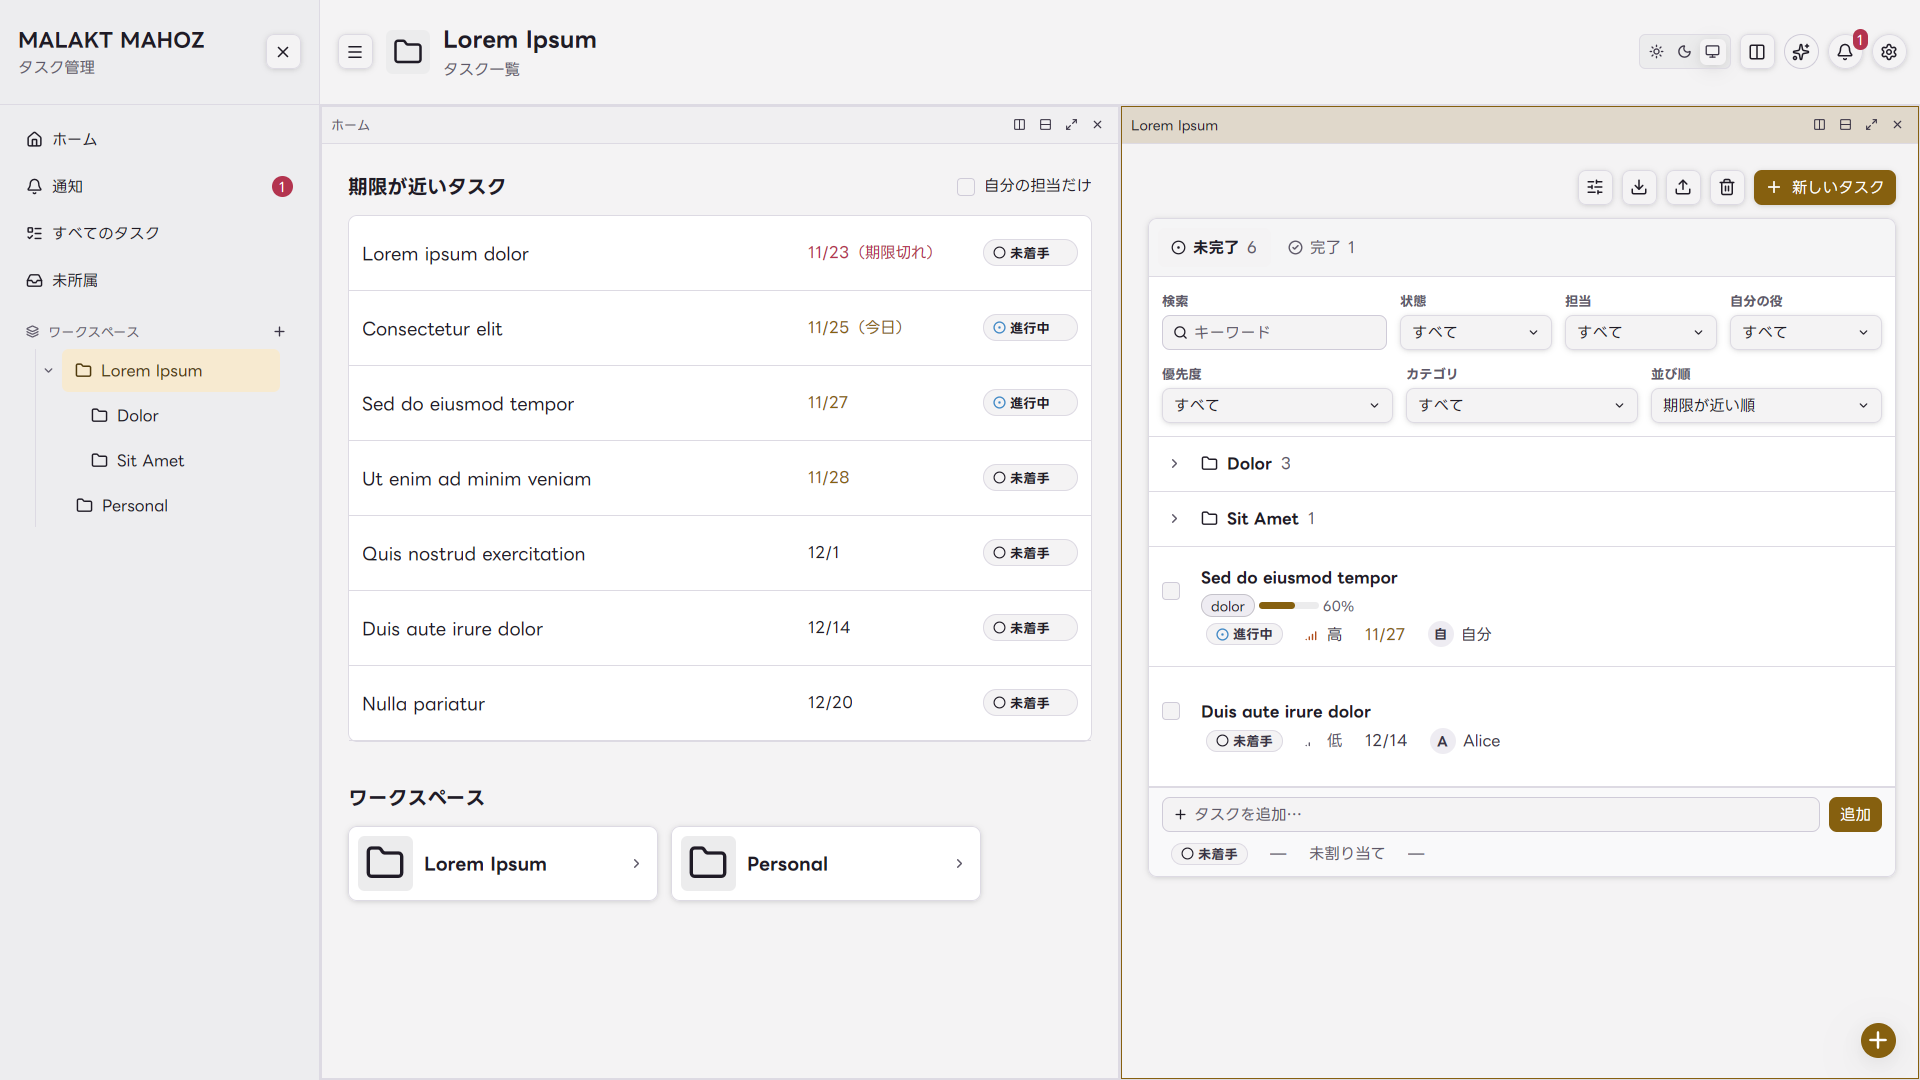 MALAKT MAHOZ
タスク管理
ホーム
通知
1
すべてのタスク
未所属
ワークスペース
Lorem Ipsum
Dolor
Sit Amet
Personal
Lorem Ipsum
タスク一覧
1
ホーム
期限が近いタスク
自分の担当だけ
Lorem ipsum dolor 11/23（期限切れ） 未着手
Consectetur elit 11/25（今日） 進行中
Sed do eiusmod tempor 11/27 進行中
Ut enim ad minim veniam 11/28 未着手
Quis nostrud exercitation 12/1 未着手
Duis aute irure dolor 12/14 未着手
Nulla pariatur 12/20 未着手
ワークスペース
Lorem Ipsum
Personal
Lorem Ipsum
新しいタスク
未完了 6 完了 1
検索 状態 担当 自分の役
キーワード すべて すべて すべて
優先度 カテゴリ 並び順
すべて すべて 期限が近い順
Dolor 3
Sit Amet 1
Sed do eiusmod tempor
dolor 60%
進行中 高 11/27 自 自分
Duis aute irure dolor
未着手 低 12/14 A Alice
タスクを追加… 追加
未着手 — 未割り当て —